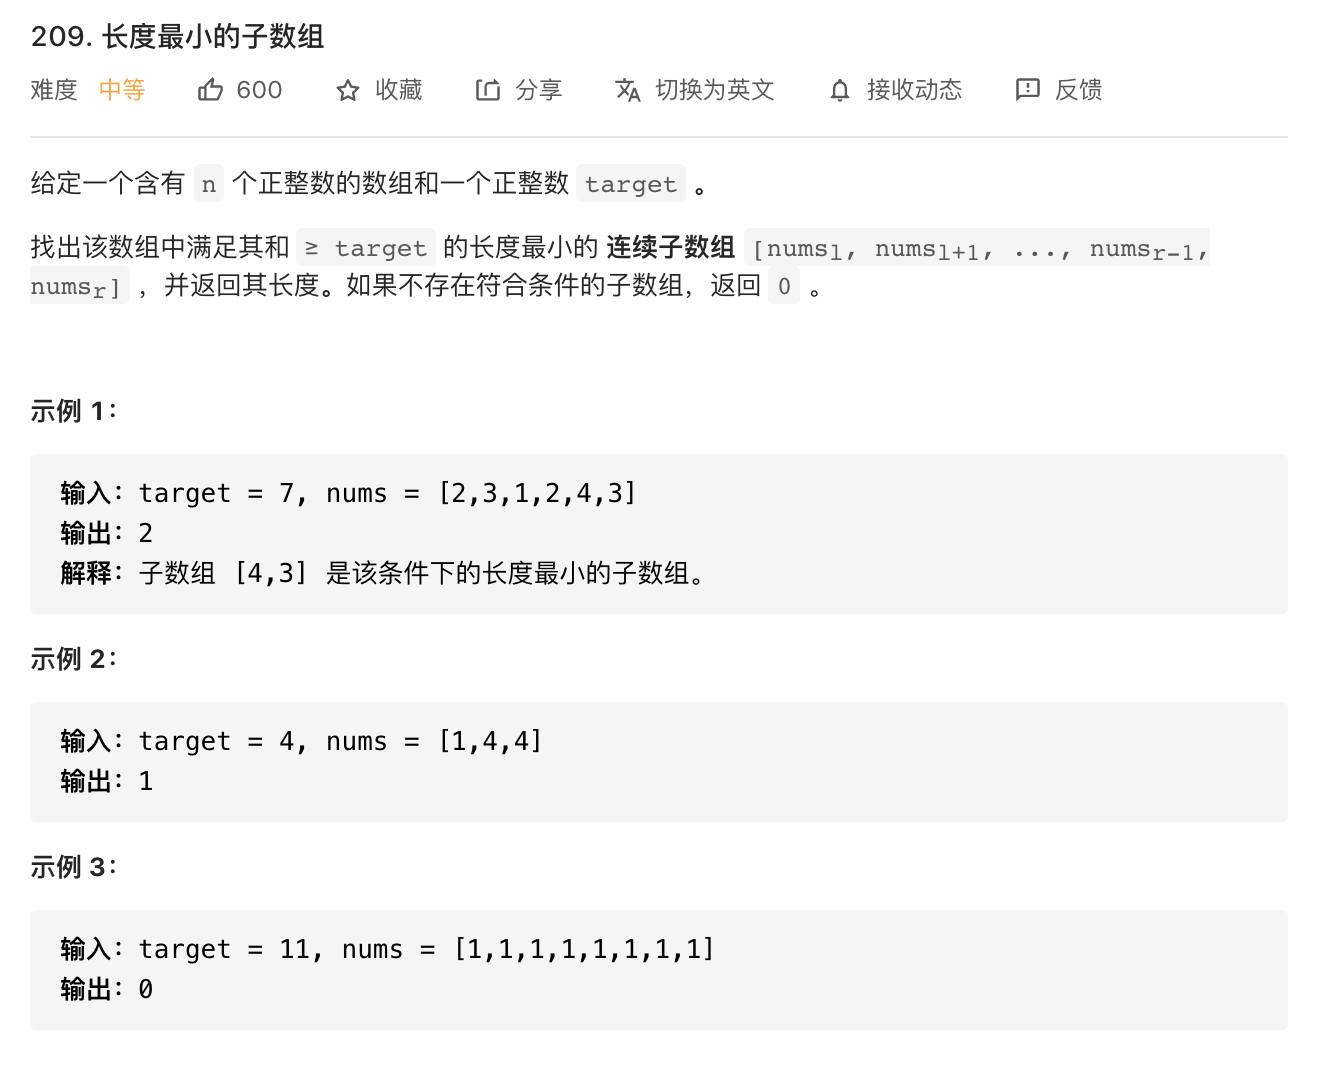 209. 长度最小的子数组
难度 中等 600 收藏 分享 切换为英文 接收动态 反馈
给定一个含有 n 个正整数的数组和一个正整数 target 。
找出该数组中满足其和 ≥ target 的长度最小的 连续子数组 [numsl, numsl+1, ..., numsr-1,
numsr] ，并返回其长度。如果不存在符合条件的子数组，返回 0 。
示例 1：
输入：target = 7, nums = [2,3,1,2,4,3]
输出：2
解释：子数组 [4,3] 是该条件下的长度最小的子数组。
示例 2：
输入：target = 4, nums = [1,4,4]
输出：1
示例 3：
输入：target = 11, nums = [1,1,1,1,1,1,1,1]
输出：0